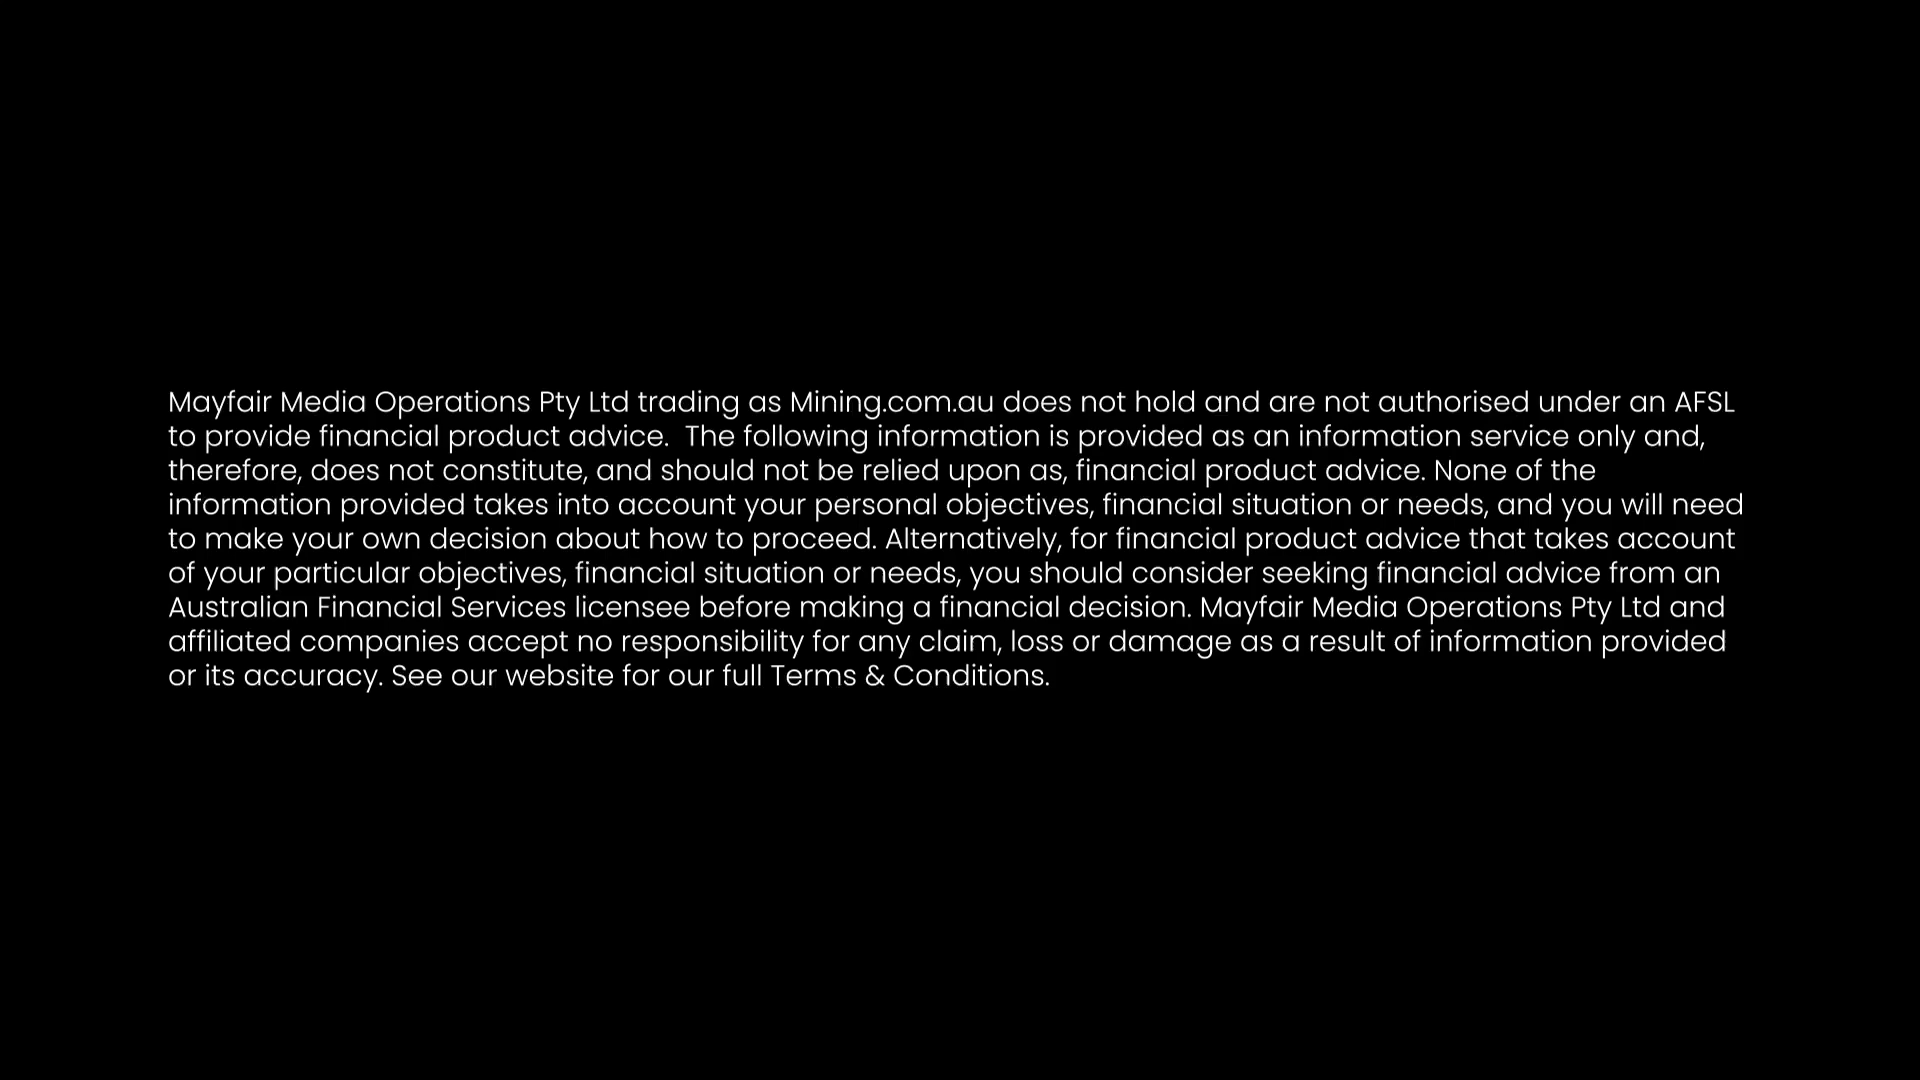 Mayfair Media Operations Pty Ltd trading as Mining.com.au does not hold and are not authorised under an AFSL
to provide financial product advice.  The following information is provided as an information service only and,
therefore, does not constitute, and should not be relied upon as, financial product advice. None of the
information provided takes into account your personal objectives, financial situation or needs, and you will need
to make your own decision about how to proceed. Alternatively, for financial product advice that takes account
of your particular objectives, financial situation or needs, you should consider seeking financial advice from an
Australian Financial Services licensee before making a financial decision. Mayfair Media Operations Pty Ltd and
affiliated companies accept no responsibility for any claim, loss or damage as a result of information provided
or its accuracy. See our website for our full Terms & Conditions.